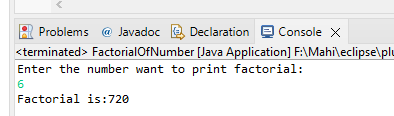 Problems @ Javadoc Declaration Console
<terminated> FactorialOfNumber [Java Application] F:\Mahi\eclipse\plu
Enter the number want to print factorial:
6
Factorial is:720